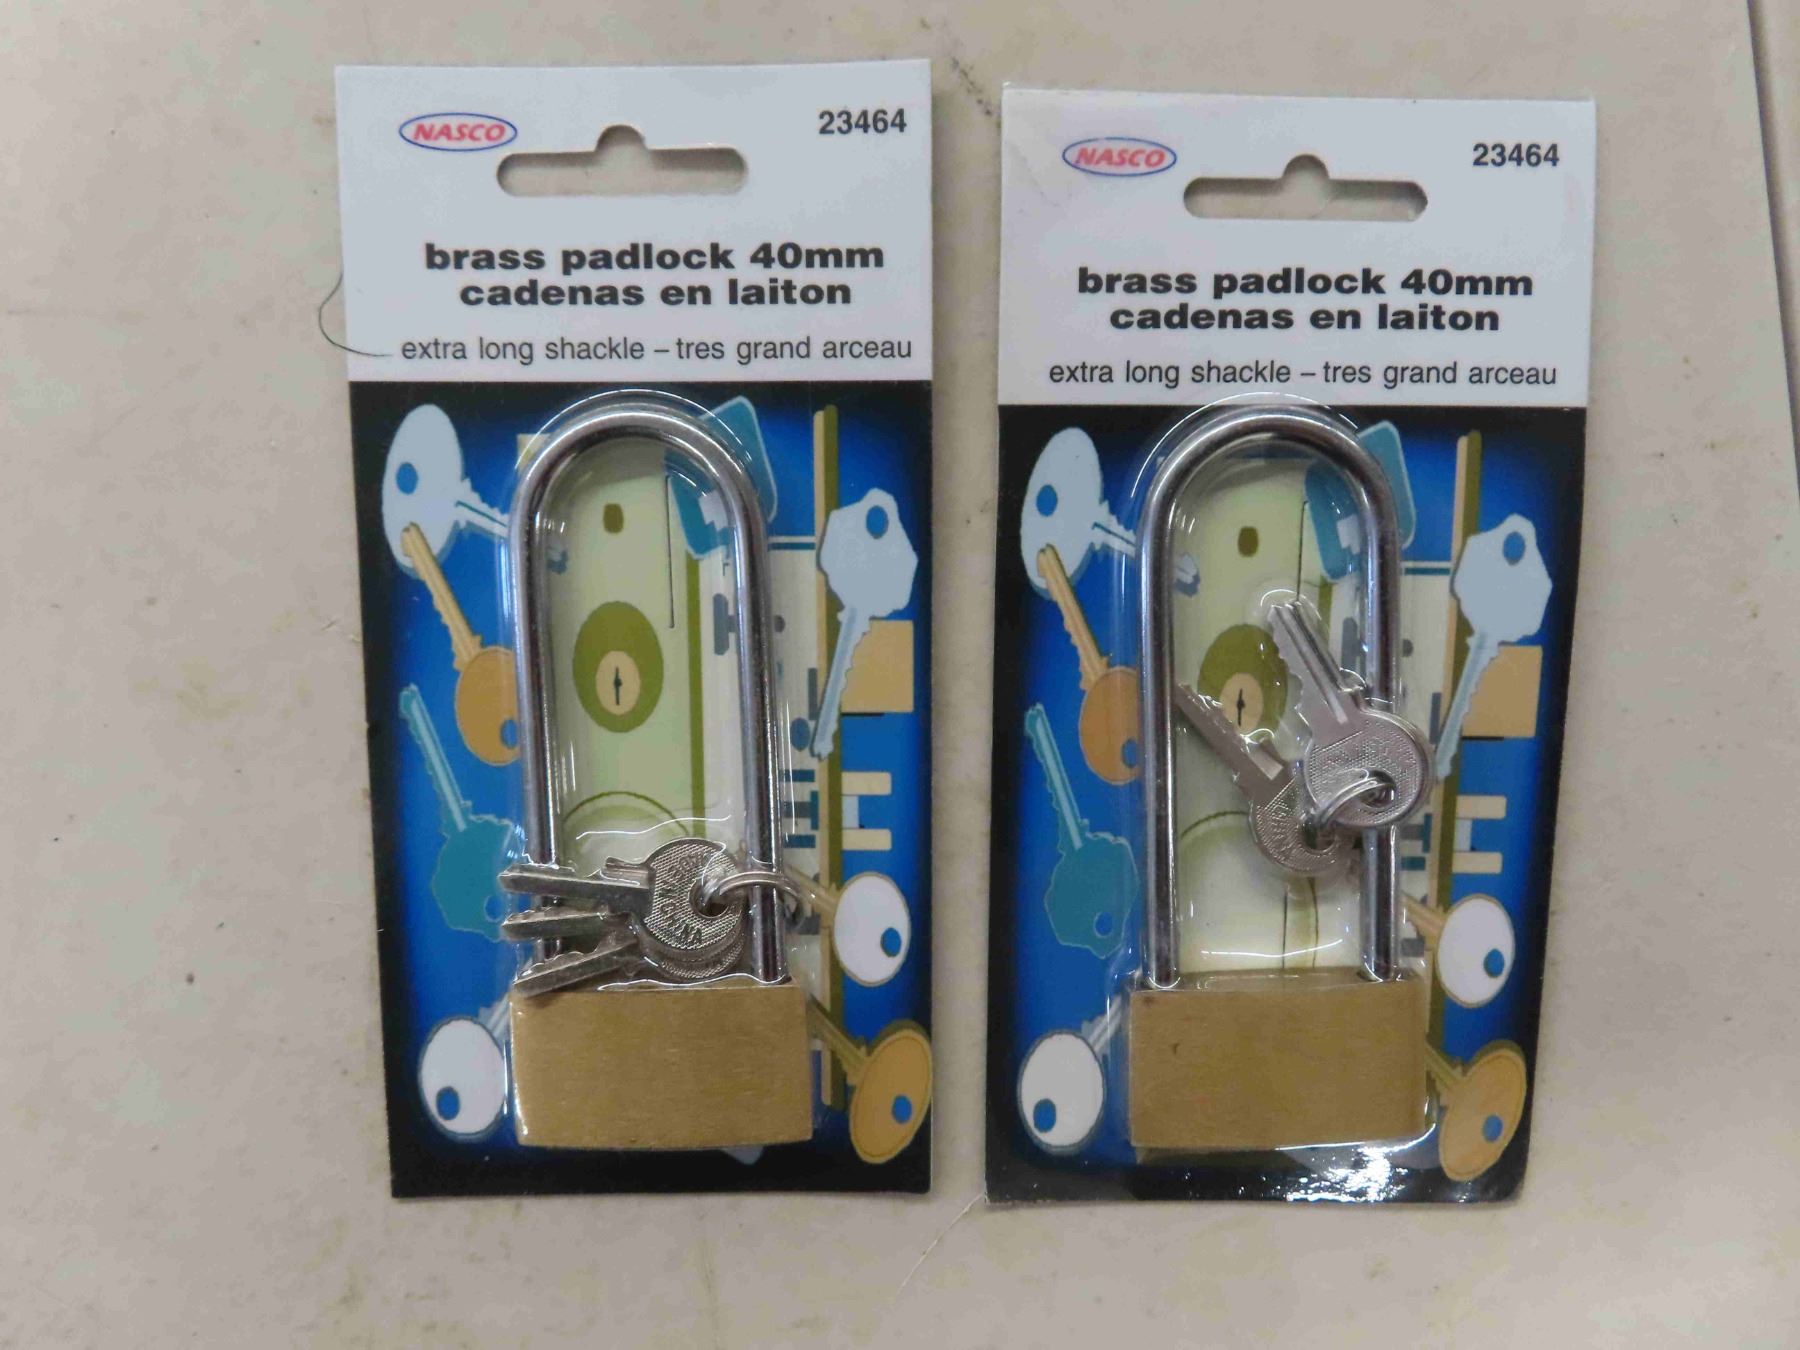 NASCO
23464
brass padlock 40mm
cadenas en laiton
extra long shackle – tres grand arceau
NASCO
23464
brass padlock 40mm
cadenas en laiton
extra long shackle – tres grand arceau